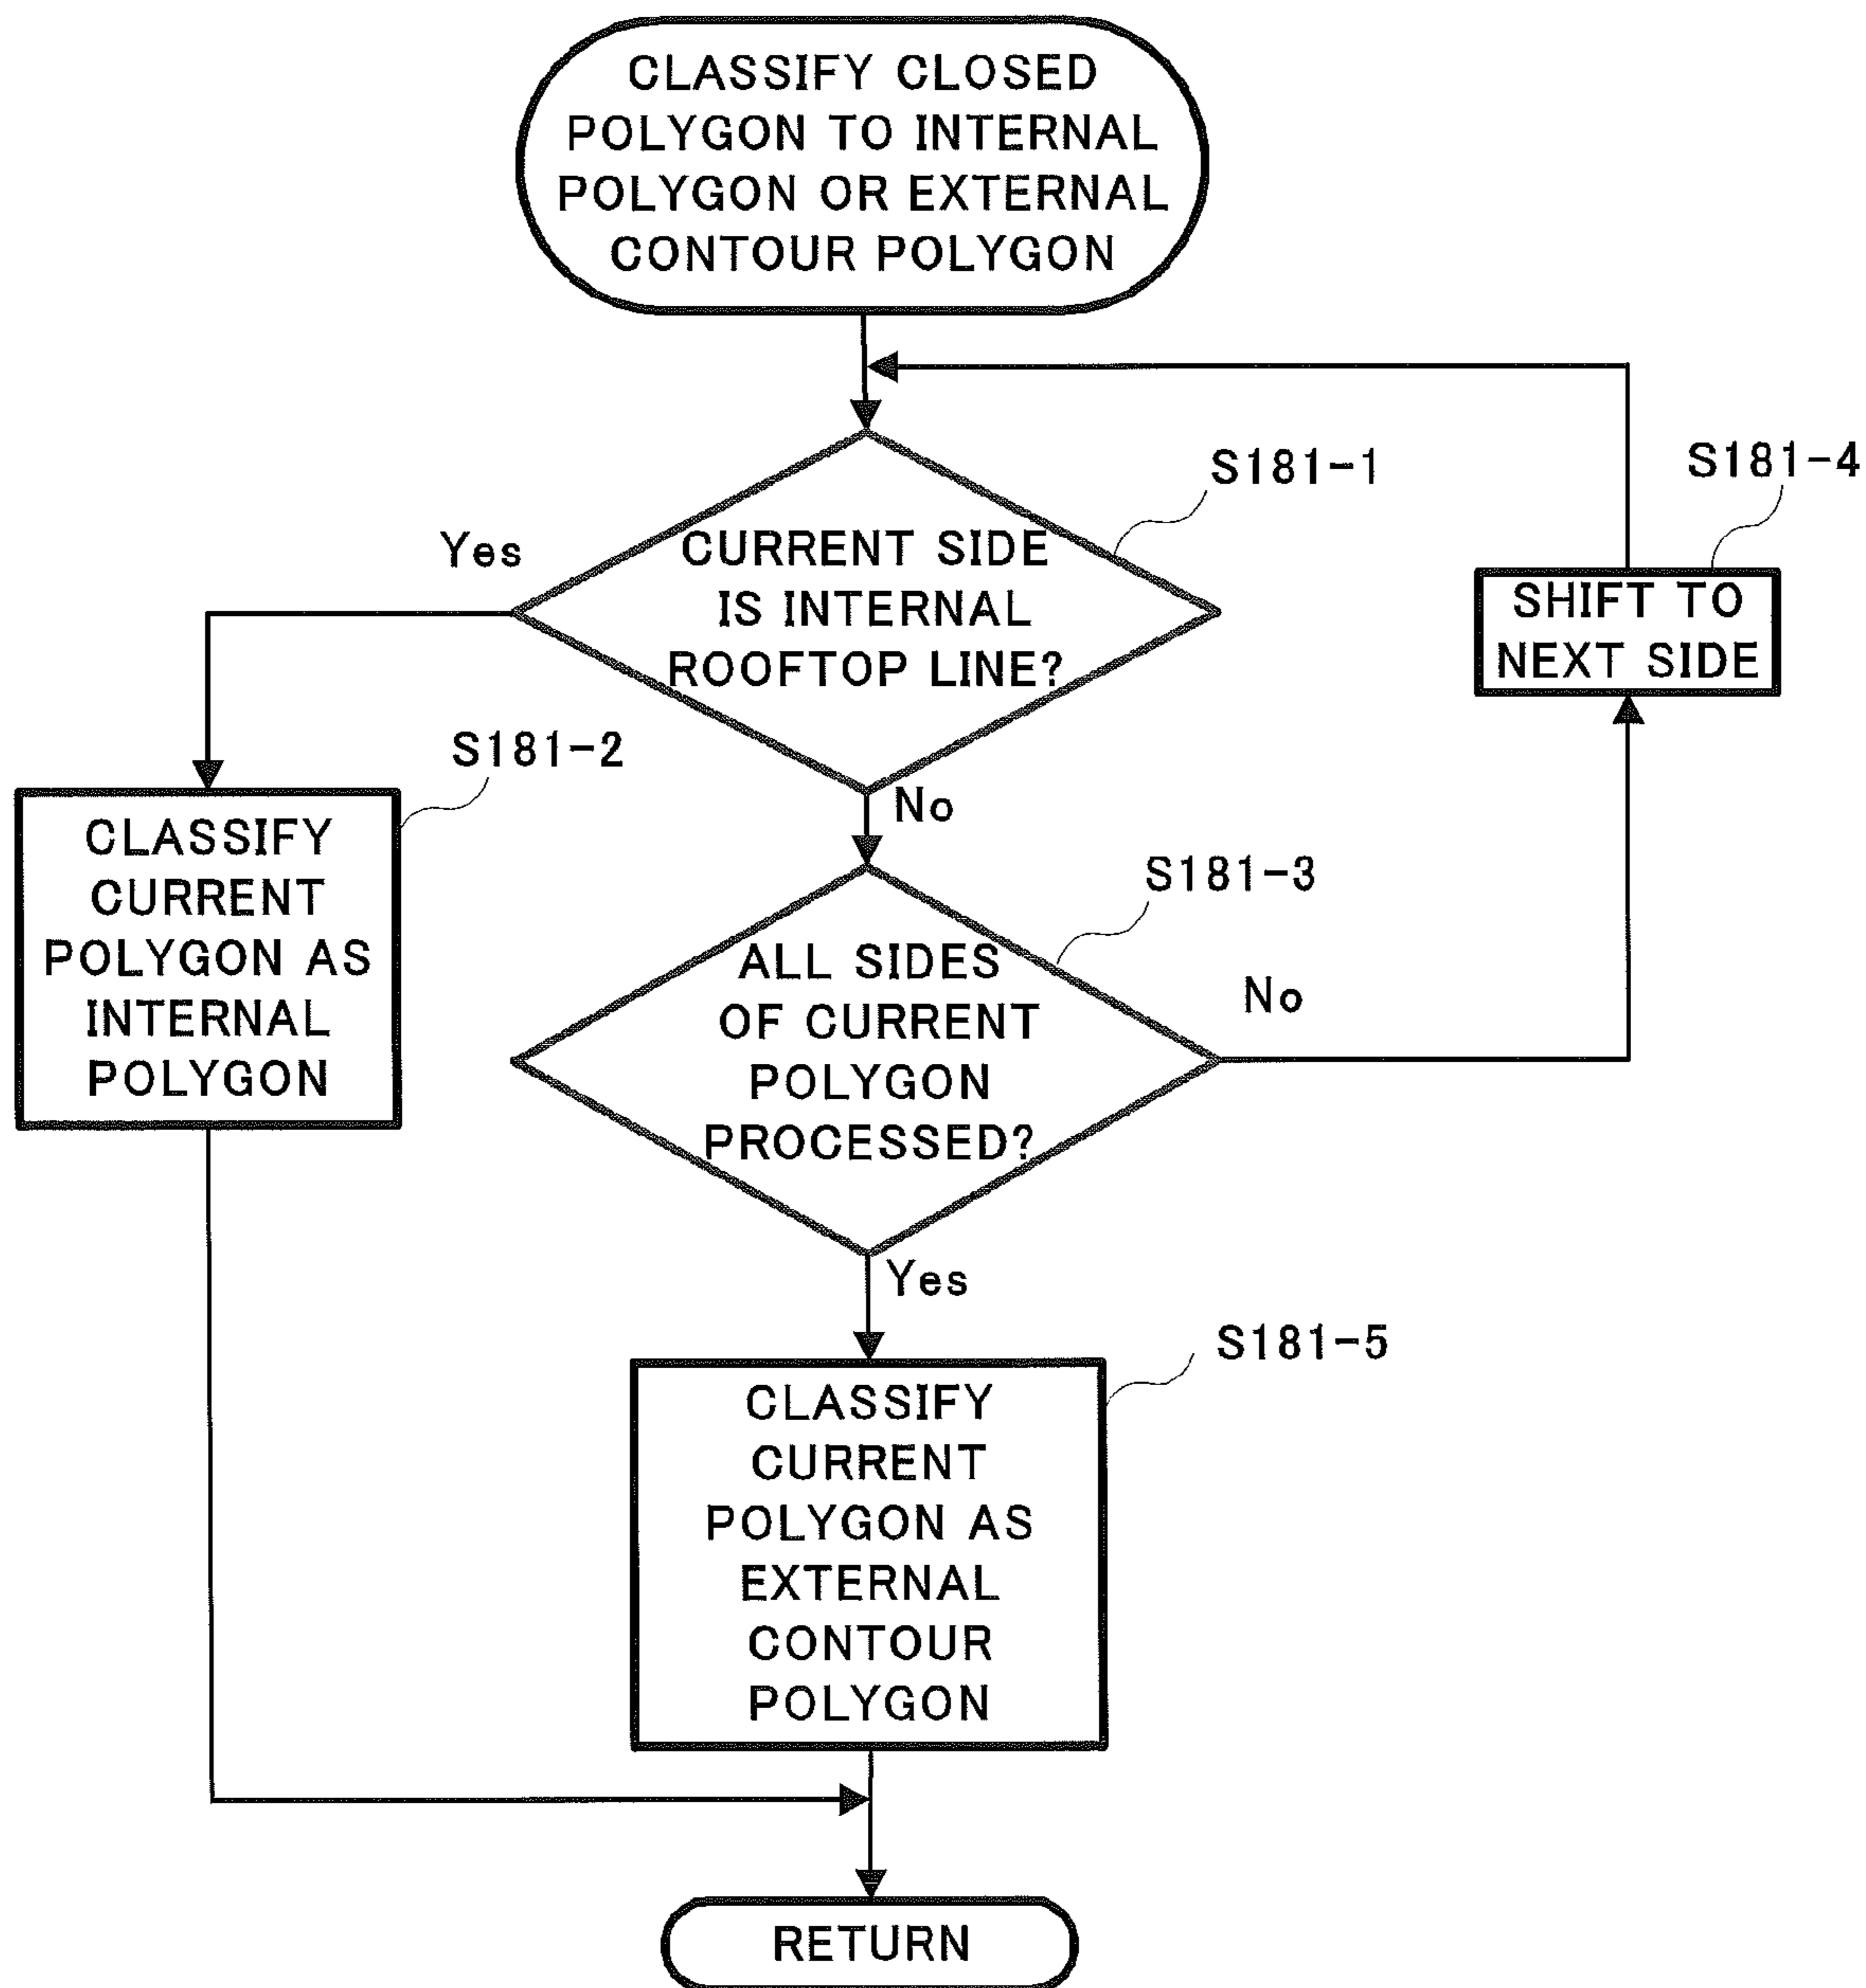 CLASSIFY CLOSED
POLYGON TO INTERNAL
POLYGON OR EXTERNAL
CONTOUR POLYGON
S181-1
S181-4
Yes
CURRENT SIDE
IS INTERNAL
ROOFTOP LINE?
SHIFT TO
NEXT SIDE
S181-2
No
CLASSIFY
CURRENT
POLYGON AS
INTERNAL
POLYGON
S181-3
ALL SIDES
OF CURRENT
POLYGON
PROCESSED?
No
Yes
S181-5
CLASSIFY
CURRENT
POLYGON AS
EXTERNAL
CONTOUR
POLYGON
RETURN